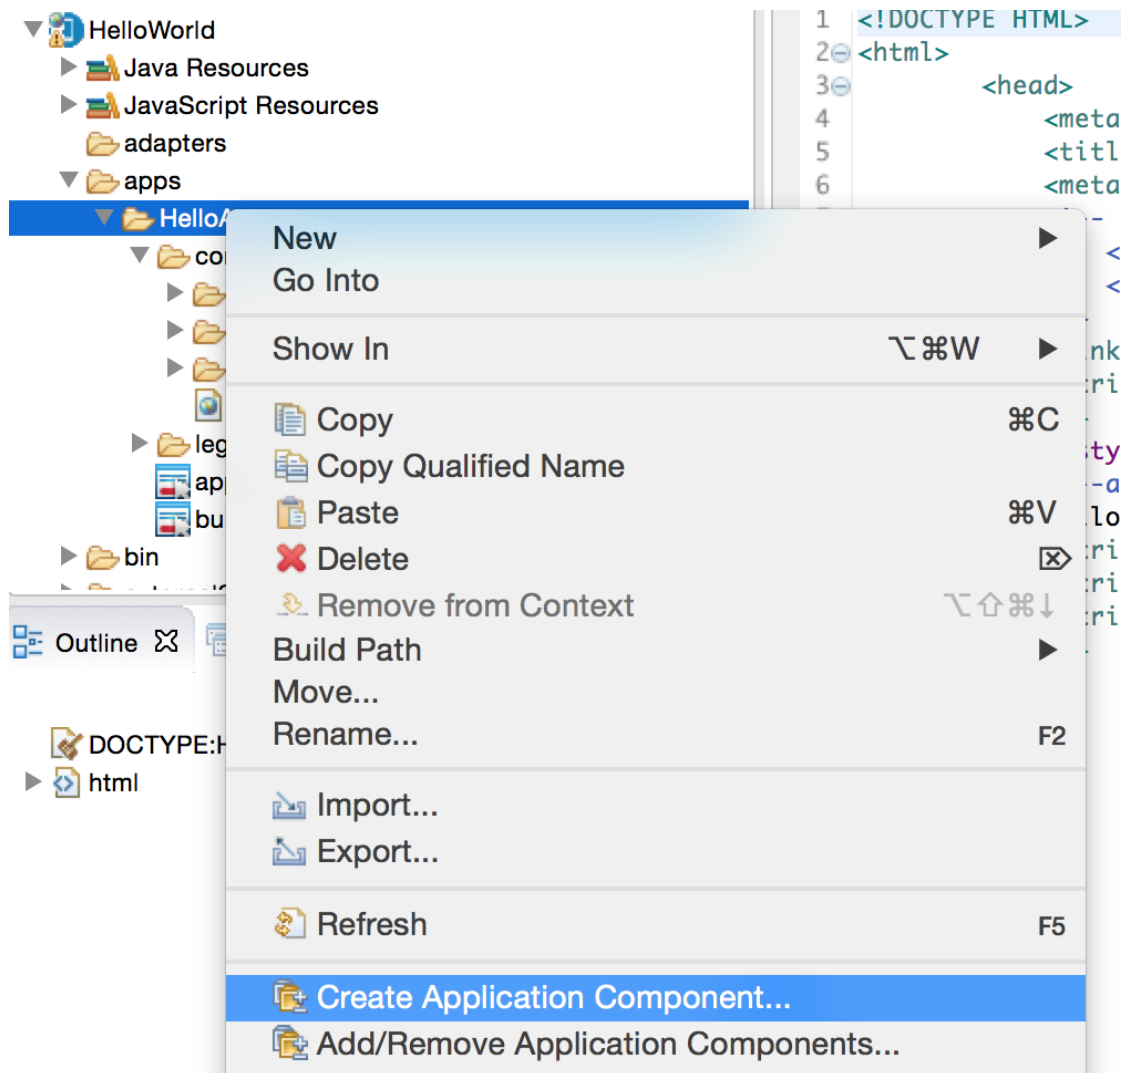 HelloWorld
Java Resources
JavaScript Resources
adapters
apps
HelloA
leg
bin
Outline
DOCTYPE:H
html
New
Go Into
Show In ⌥⌘W
Copy ⌘C
Copy Qualified Name
Paste ⌘V
Delete ⌦
Remove from Context ⌥⇧⌘↓
Build Path
Move...
Rename... F2
Import...
Export...
Refresh F5
Create Application Component...
Add/Remove Application Components...
1 <!DOCTYPE HTML>
2 <html>
3 <head>
4 <meta
5 <titl
6 <meta